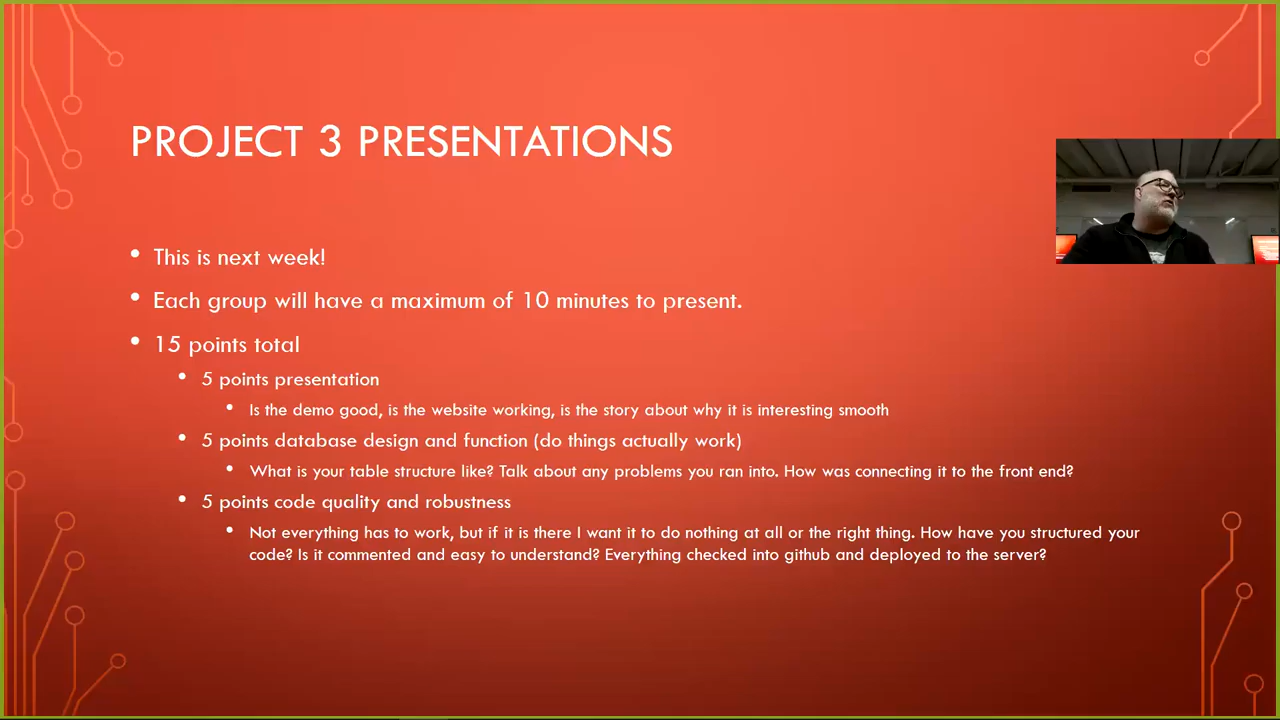 PROJECT 3 PRESENTATIONS
• This is next week!
• Each group will have a maximum of 10 minutes to present.
• 15 points total
• 5 points presentation
• Is the demo good, is the website working, is the story about why it is interesting smooth
• 5 points database design and function (do things actually work)
• What is your table structure like? Talk about any problems you ran into. How was connecting it to the front end?
• 5 points code quality and robustness
• Not everything has to work, but if it is there I want it to do nothing at all or the right thing. How have you structured your
code? Is it commented and easy to understand? Everything checked into github and deployed to the server?